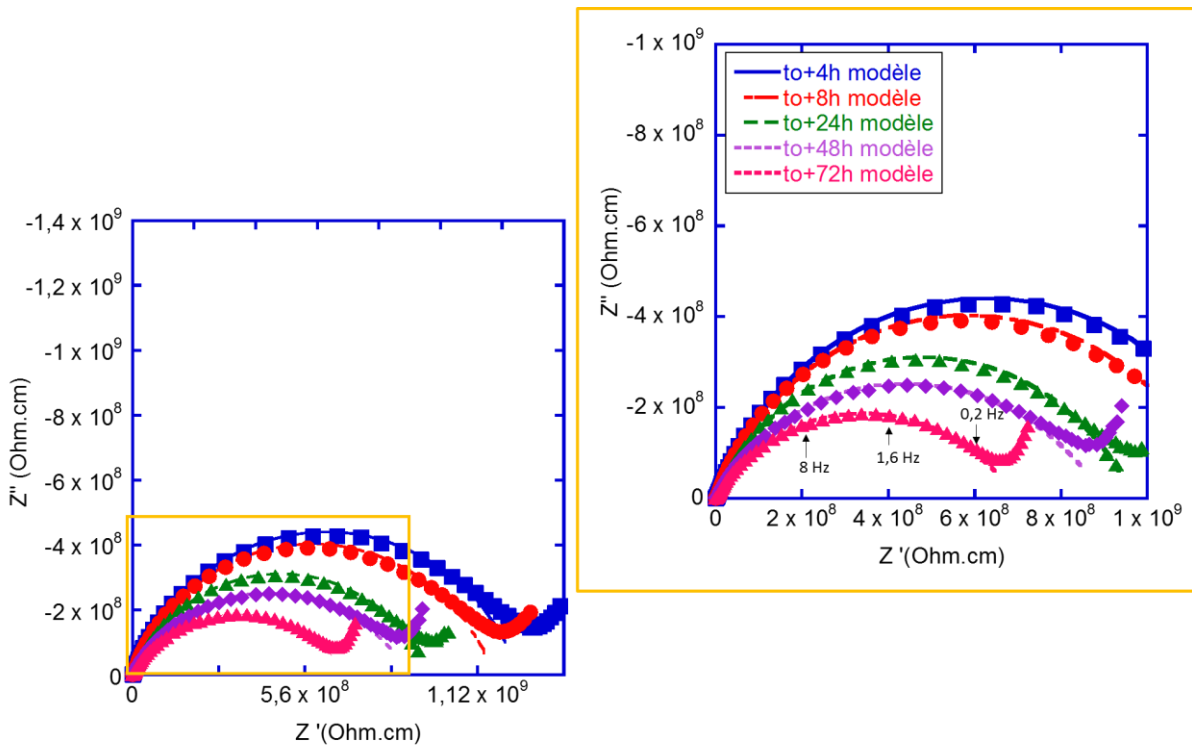 -1 x 10⁹
-8 x 10⁸
-6 x 10⁸
-4 x 10⁸
-2 x 10⁸
0
Z'' (Ohm.cm)
to+4h modèle
to+8h modèle
to+24h modèle
to+48h modèle
to+72h modèle
8 Hz
1,6 Hz
0,2 Hz
0
2 x 10⁸
4 x 10⁸
6 x 10⁸
8 x 10⁸
1 x 10⁹
Z '(Ohm.cm)
-1,4 x 10⁹
-1,2 x 10⁹
-1 x 10⁹
-8 x 10⁸
-6 x 10⁸
-4 x 10⁸
-2 x 10⁸
0
Z'' (Ohm.cm)
0
5,6 x 10⁸
1,12 x 10⁹
Z '(Ohm.cm)